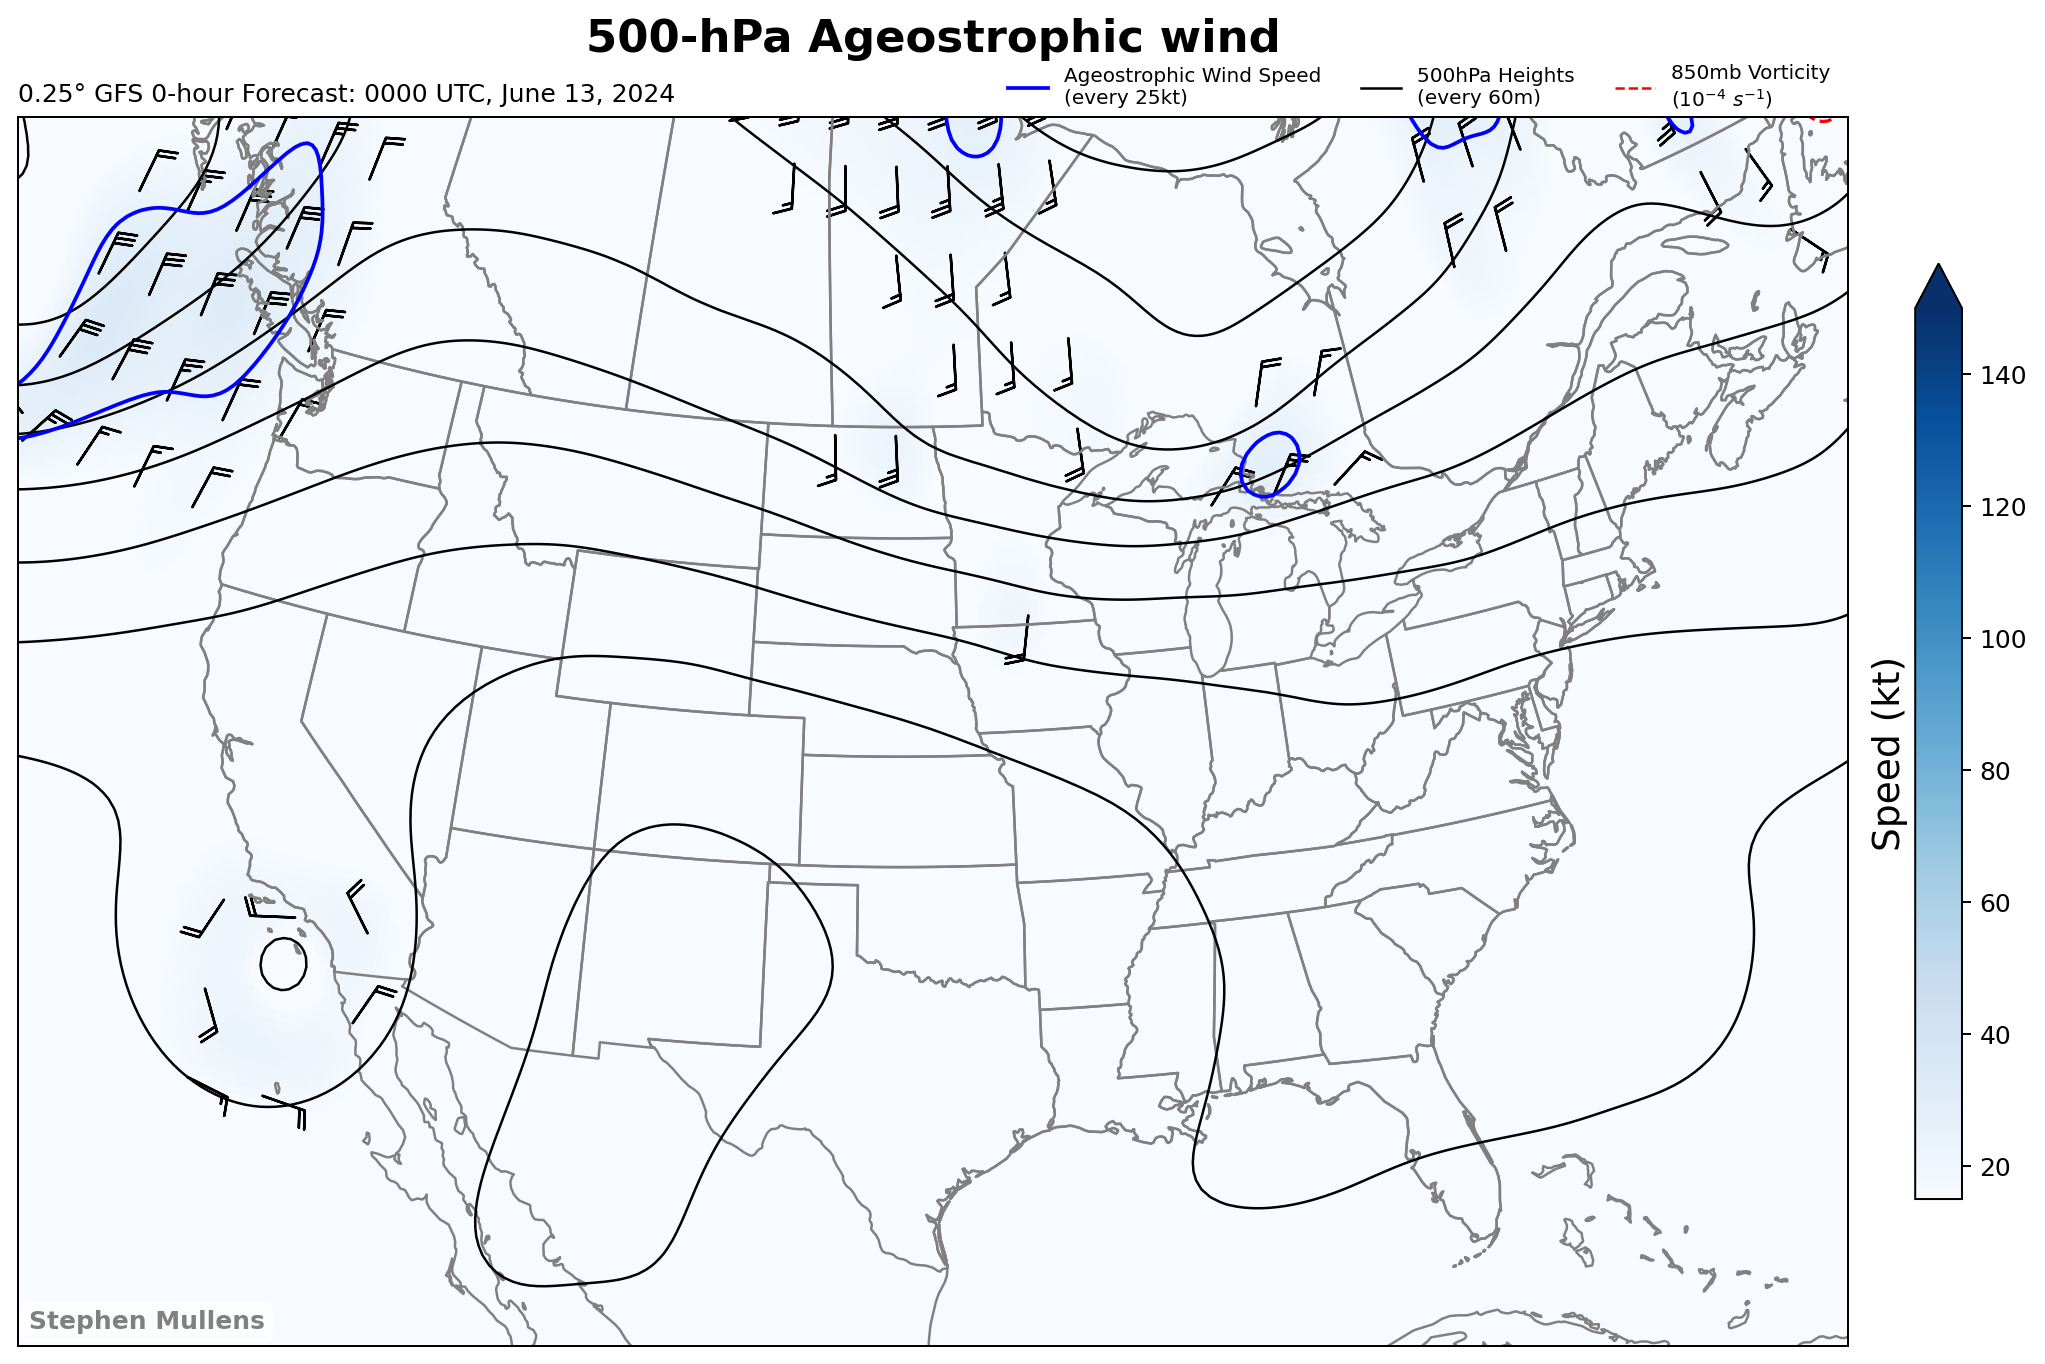 500-hPa Ageostrophic wind
0.25° GFS 0-hour Forecast: 0000 UTC, June 13, 2024
Ageostrophic Wind Speed
(every 25kt)
500hPa Heights
(every 60m)
850mb Vorticity
(10⁻⁴ s⁻¹)
140
120
100
80
60
40
20
Speed (kt)
Stephen Mullens